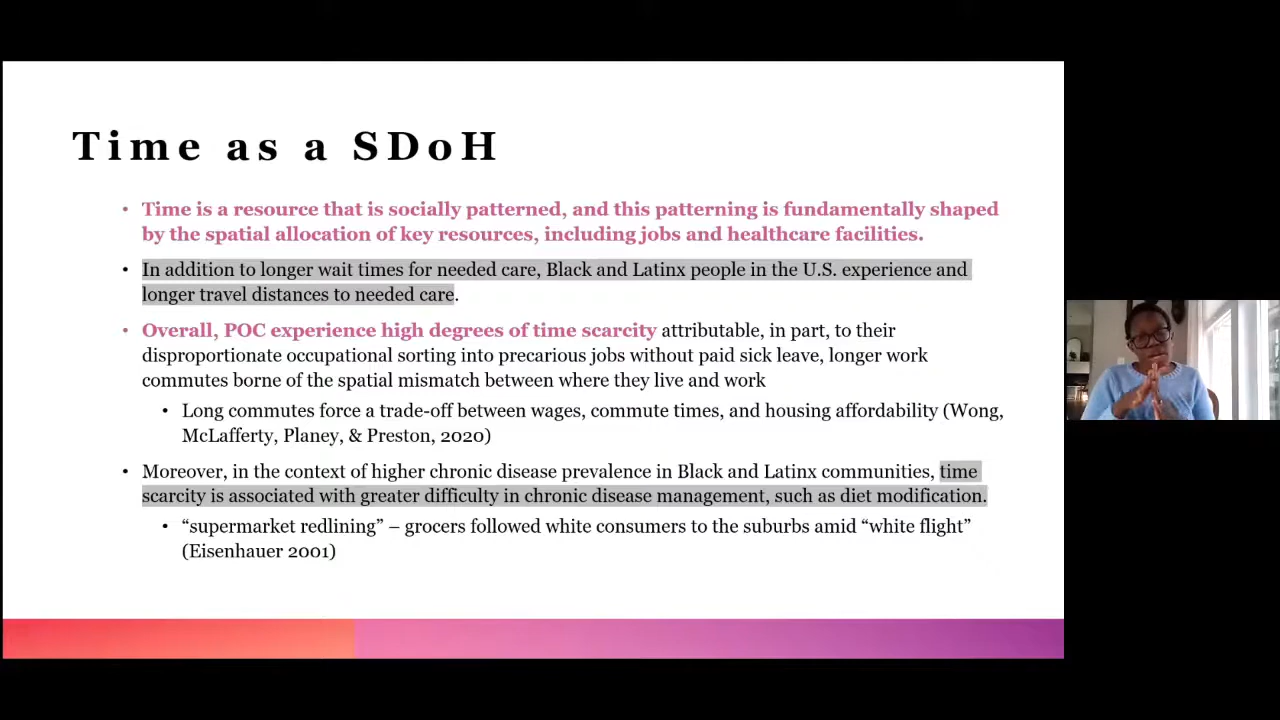 Time as a SDoH
• Time is a resource that is socially patterned, and this patterning is fundamentally shaped
by the spatial allocation of key resources, including jobs and healthcare facilities.
• In addition to longer wait times for needed care, Black and Latinx people in the U.S. experience and
longer travel distances to needed care.
• Overall, POC experience high degrees of time scarcity attributable, in part, to their
disproportionate occupational sorting into precarious jobs without paid sick leave, longer work
commutes borne of the spatial mismatch between where they live and work
• Long commutes force a trade-off between wages, commute times, and housing affordability (Wong,
McLafferty, Planey, & Preston, 2020)
• Moreover, in the context of higher chronic disease prevalence in Black and Latinx communities, time
scarcity is associated with greater difficulty in chronic disease management, such as diet modification.
• “supermarket redlining” – grocers followed white consumers to the suburbs amid “white flight”
(Eisenhauer 2001)